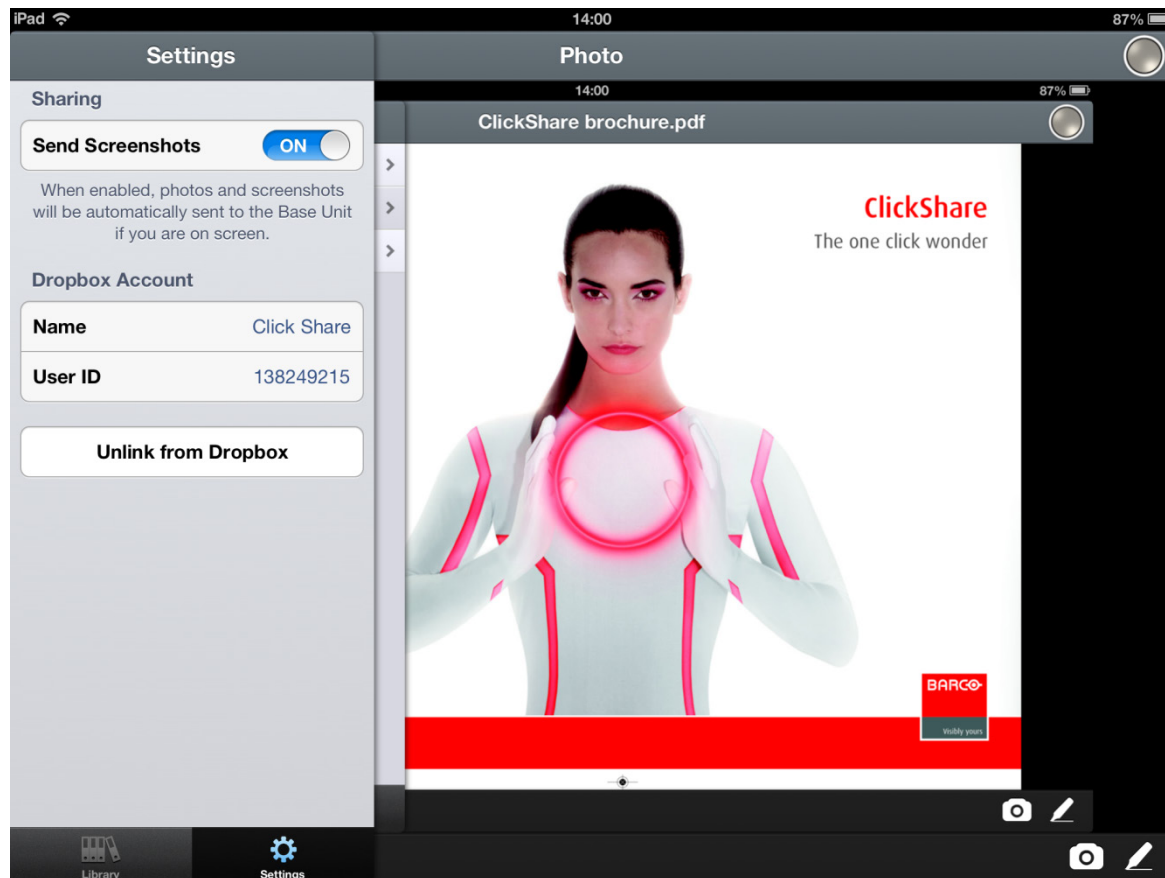 iPad 14:00 87%
Settings
Photo
Sharing
Send Screenshots ON
When enabled, photos and screenshots
will be automatically sent to the Base Unit
if you are on screen.
Dropbox Account
Name Click Share
User ID 138249215
Unlink from Dropbox
Library
Settings
14:00 87%
ClickShare brochure.pdf
ClickShare
The one click wonder
BARCO
Visibly yours